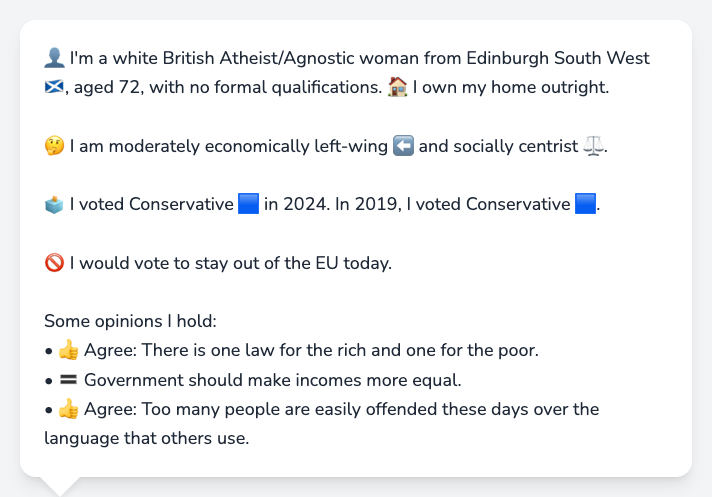 👤 I'm a white British Atheist/Agnostic woman from Edinburgh South West
🏴󠁧󠁢󠁳󠁣󠁴󠁿, aged 72, with no formal qualifications. 🏠 I own my home outright.
🤔 I am moderately economically left-wing ⬅️ and socially centrist ⚖️.
🗳️ I voted Conservative 🟦 in 2024. In 2019, I voted Conservative 🟦.
🚫 I would vote to stay out of the EU today.
Some opinions I hold:
• 👍 Agree: There is one law for the rich and one for the poor.
• 🟰 Government should make incomes more equal.
• 👍 Agree: Too many people are easily offended these days over the
language that others use.